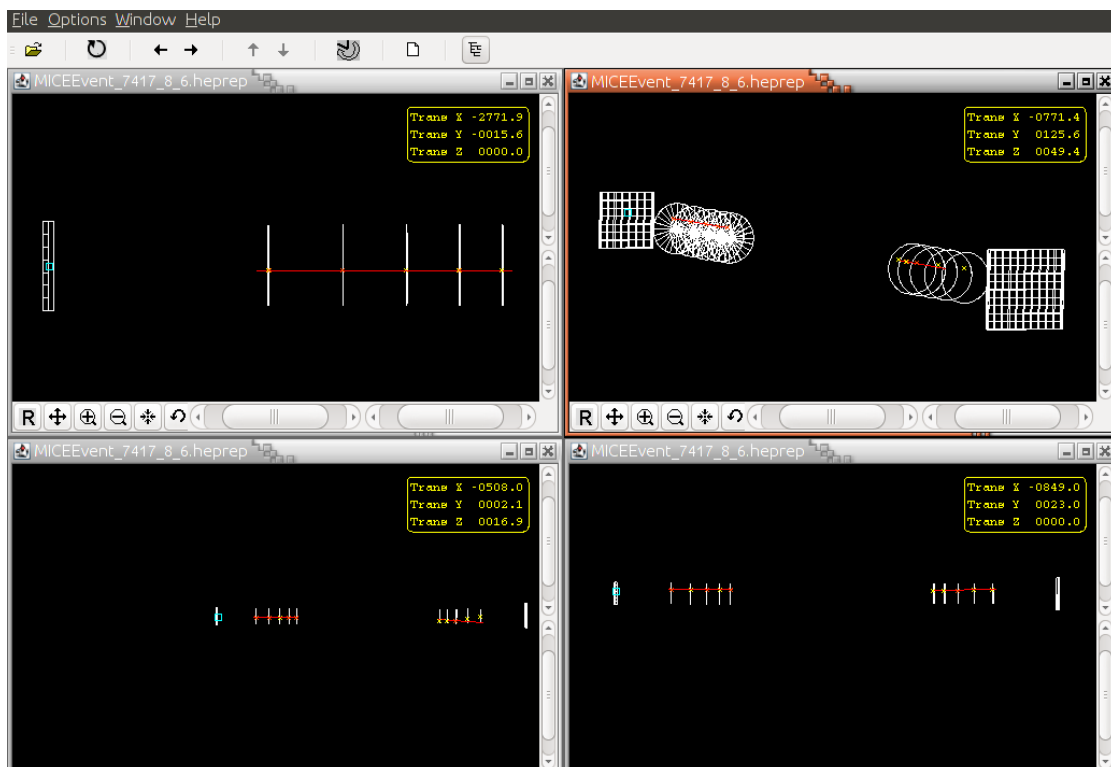 File Options Window Help
MICEEvent_7417_8_6.heprep
Trans X -2771.9
Trans Y -0015.6
Trans Z 0000.0
R
MICEEvent_7417_8_6.heprep
Trans X -0771.4
Trans Y 0125.6
Trans Z 0049.4
R
MICEEvent_7417_8_6.heprep
Trans X -0508.0
Trans Y 0002.1
Trans Z 0016.9
MICEEvent_7417_8_6.heprep
Trans X -0849.0
Trans Y 0023.0
Trans Z 0000.0